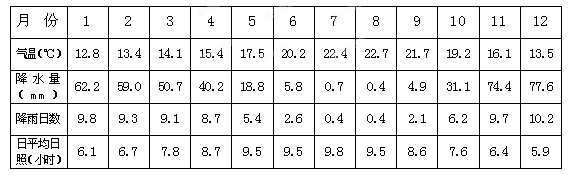 月 份 1 2 3 4 5 6 7 8 9 10 11 12
气温(℃) 12.8 13.4 14.1 15.4 17.5 20.2 22.4 22.7 21.7 19.2 16.1 13.5
降 水 量
( mm ) 62.2 59.0 50.7 40.2 18.8 5.8 0.7 0.4 4.9 31.1 74.4 77.6
降雨日数 9.8 9.3 9.1 8.7 5.4 2.6 0.4 0.4 2.1 6.2 9.7 10.2
日平均日
照(小时) 6.1 6.7 7.8 8.7 9.5 9.5 9.8 9.5 8.6 7.6 6.4 5.9